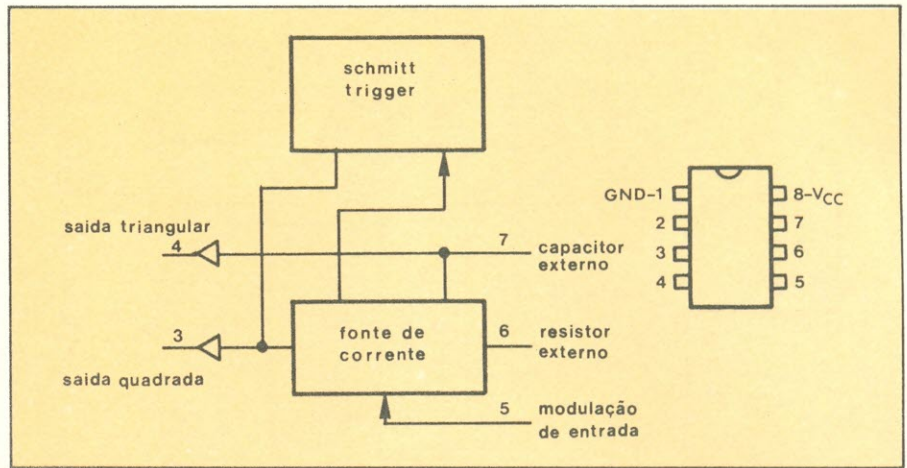 schmitt
trigger
saida triangular
4
3
saida quadrada
fonte de
corrente
7
capacitor
externo
6
resistor
externo
5
modulação
de entrada
GND-1
2
3
4
8-VCC
7
6
5